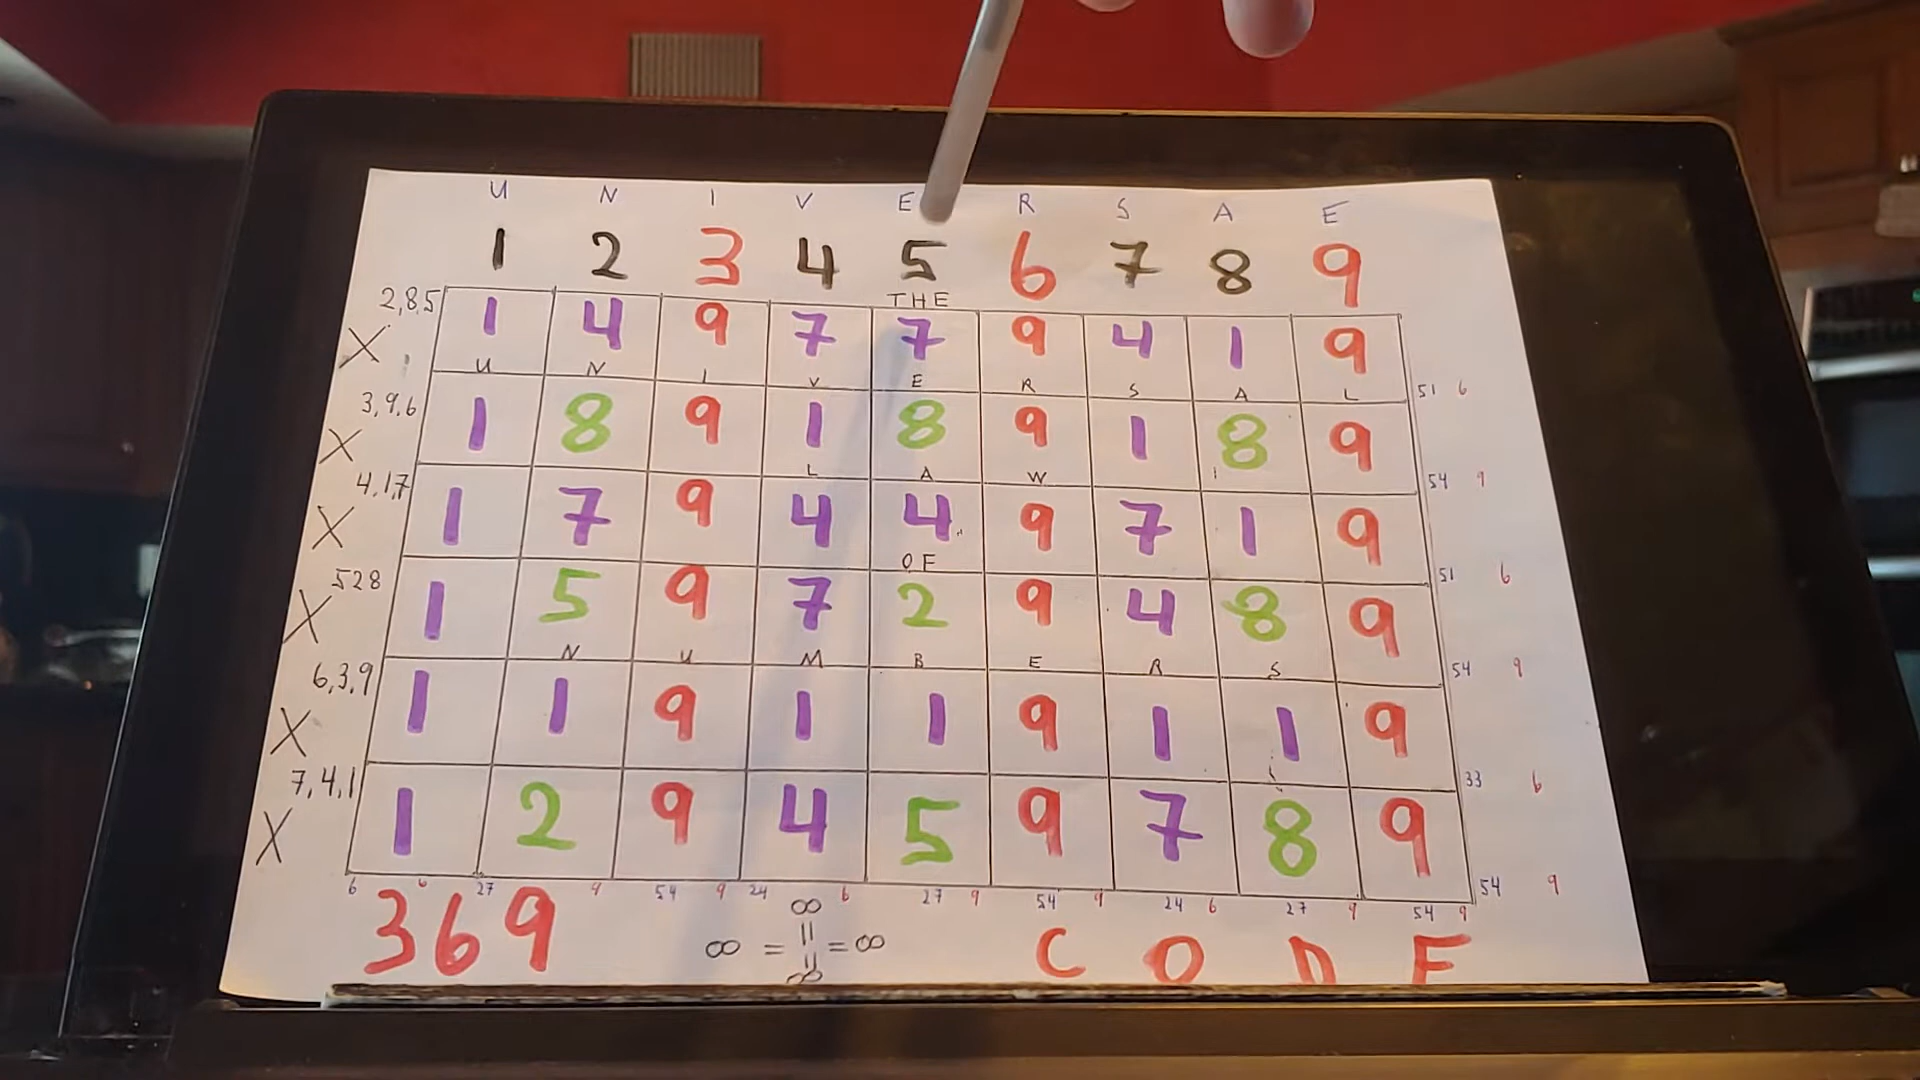 U N I V E R S A E
1 2 3 4 5 6 7 8 9
THE
2,8,5 1 4 9 7 7 9 4 1 9
X
U N I V E R S A L
51 6
3,9,6 1 8 9 1 8 9 1 8 9
X
L A W
54 9
4,1,7 1 7 9 4 4 9 7 1 9
X
OF
51 6
528 1 5 9 7 2 9 4 8 9
X
N U M B E R S
54 9
6,3,9 1 1 9 1 1 9 1 1 9
X
33 6
7,4,1 1 2 9 4 5 9 7 8 9
X
54 9
6 6 27 9 54 9 24 6 27 9 54 9 24 6 27 9 54 9
369
∞
∞ = || = ∞
||
∞
C O D E